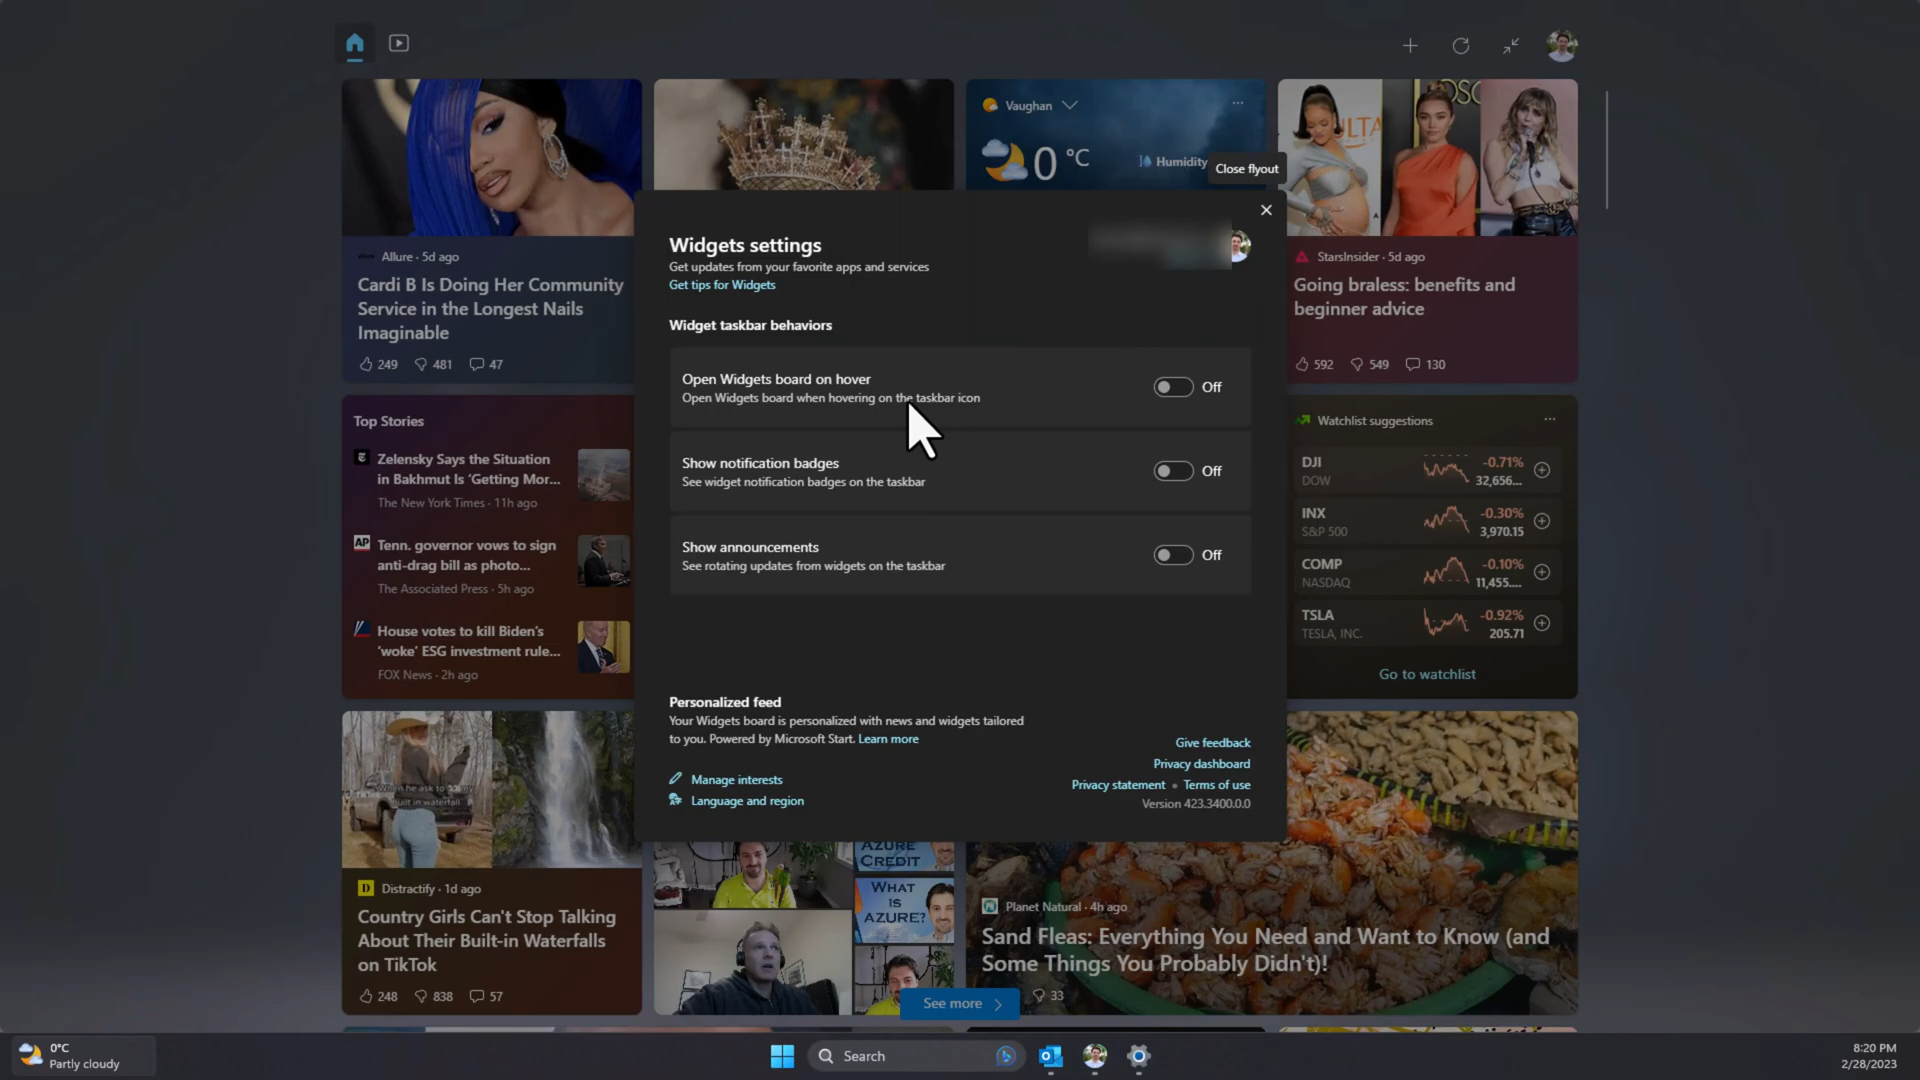 Vaughan
0 °C
Humidity
Close flyout
Allure · 5d ago
Cardi B Is Doing Her Community
Service in the Longest Nails
Imaginable
249 481 47
StarsInsider · 5d ago
Going braless: benefits and
beginner advice
592 549 130
Widgets settings
Get updates from your favorite apps and services
Get tips for Widgets
Widget taskbar behaviors
Open Widgets board on hover
Open Widgets board when hovering on the taskbar icon
Off
Show notification badges
See widget notification badges on the taskbar
Off
Show announcements
See rotating updates from widgets on the taskbar
Off
Personalized feed
Your Widgets board is personalized with news and widgets tailored
to you. Powered by Microsoft Start. Learn more
Manage interests
Language and region
Give feedback
Privacy dashboard
Privacy statement • Terms of use
Version 423.3400.0.0
Top Stories
Zelensky Says the Situation
in Bakhmut Is ‘Getting Mor...
The New York Times · 11h ago
AP
Tenn. governor vows to sign
anti-drag bill as photo...
The Associated Press · 5h ago
House votes to kill Biden's
'woke' ESG investment rule...
FOX News · 2h ago
Watchlist suggestions
DJI -0.71%
DOW 32,656....
INX -0.30%
S&P 500 3,970.15
COMP -0.10%
NASDAQ 11,455....
TSLA -0.92%
TESLA, INC. 205.71
Go to watchlist
D Distractify · 1d ago
Country Girls Can't Stop Talking
About Their Built-in Waterfalls
on TikTok
248 838 57
AZURE
CREDIT
WHAT
IS
AZURE?
Planet Natural · 4h ago
Sand Fleas: Everything You Need and Want to Know (and
Some Things You Probably Didn't)!
33
See more
0°C
Partly cloudy
Search
8:20 PM
2/28/2023